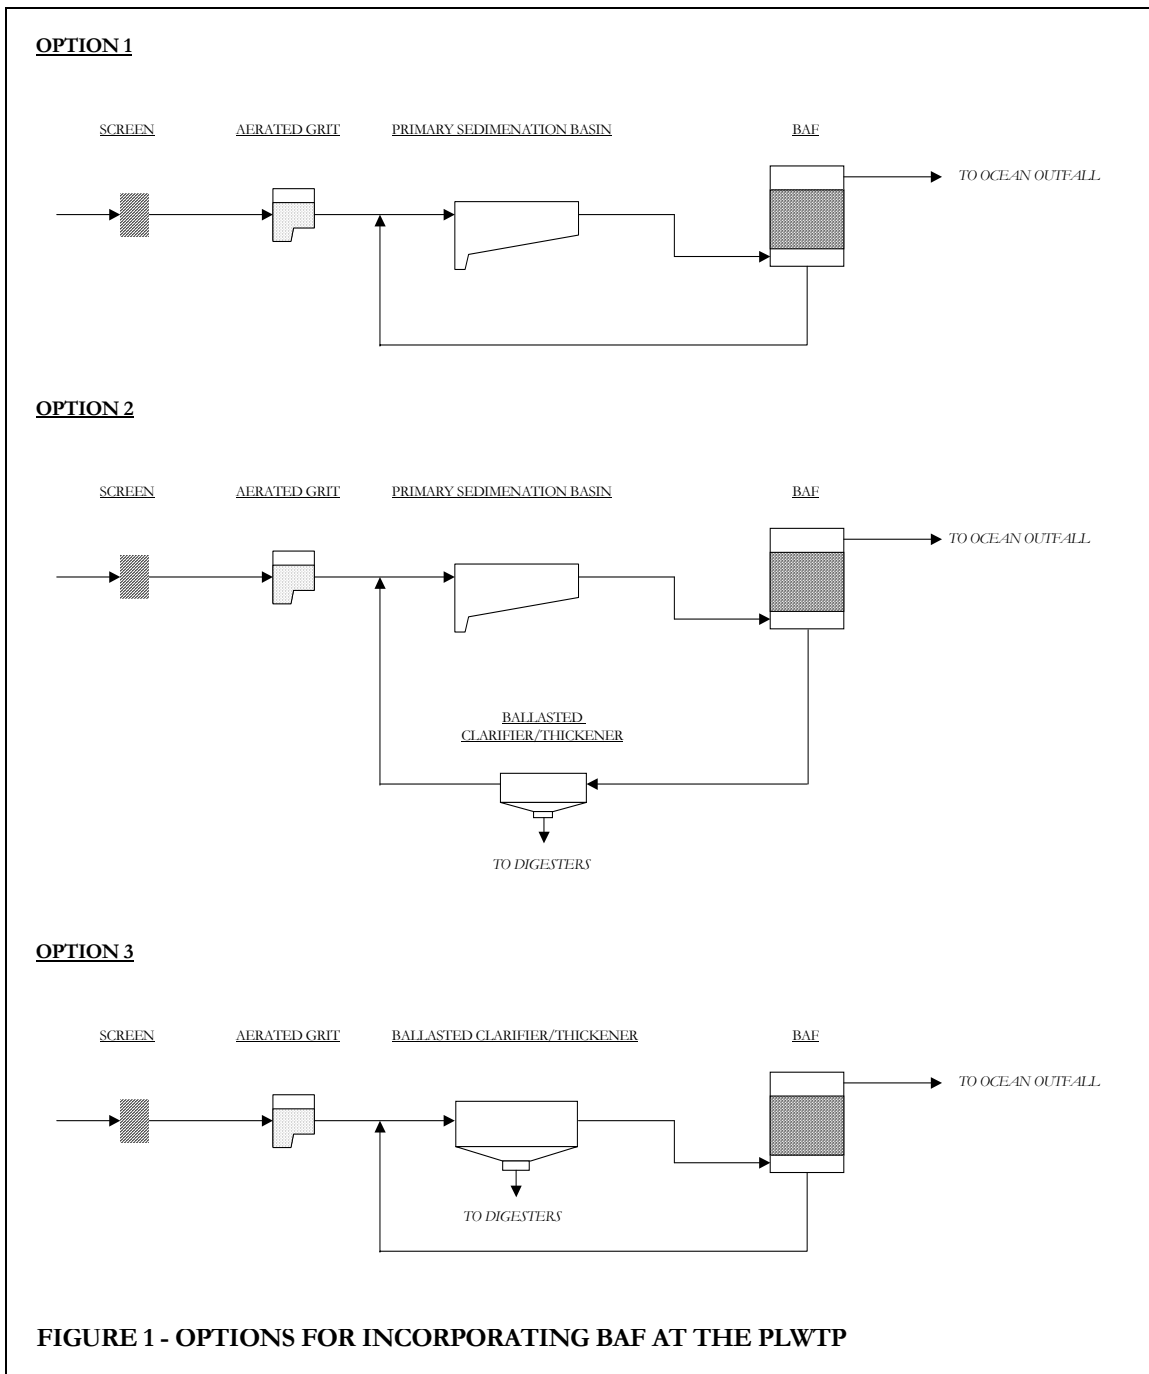 OPTION 1
SCREEN AERATED GRIT PRIMARY SEDIMENATION BASIN BAF
TO OCEAN OUTFALL
OPTION 2
SCREEN AERATED GRIT PRIMARY SEDIMENATION BASIN BAF
TO OCEAN OUTFALL
BALLASTED
CLARIFIER/THICKENER
TO DIGESTERS
OPTION 3
SCREEN AERATED GRIT BALLASTED CLARIFIER/THICKENER BAF
TO OCEAN OUTFALL
TO DIGESTERS
FIGURE 1 - OPTIONS FOR INCORPORATING BAF AT THE PLWTP